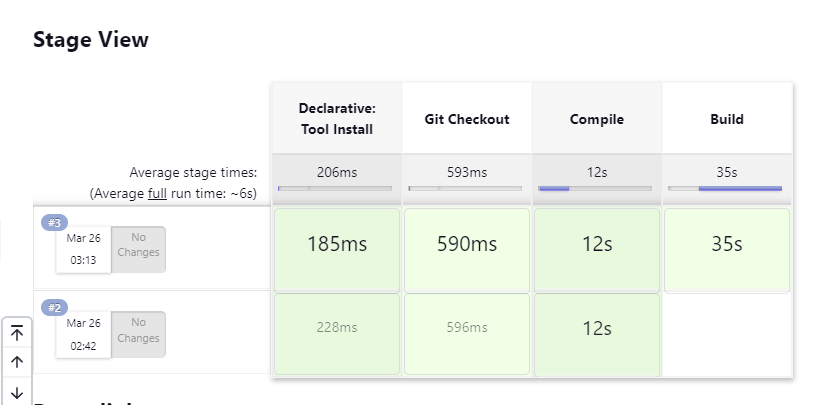 Stage View
Declarative:
Tool Install
Git Checkout
Compile
Build
Average stage times:
(Average full run time: ~6s)
206ms
593ms
12s
35s
#3
Mar 26
03:13
No
Changes
185ms
590ms
12s
35s
#2
Mar 26
02:42
No
Changes
228ms
596ms
12s